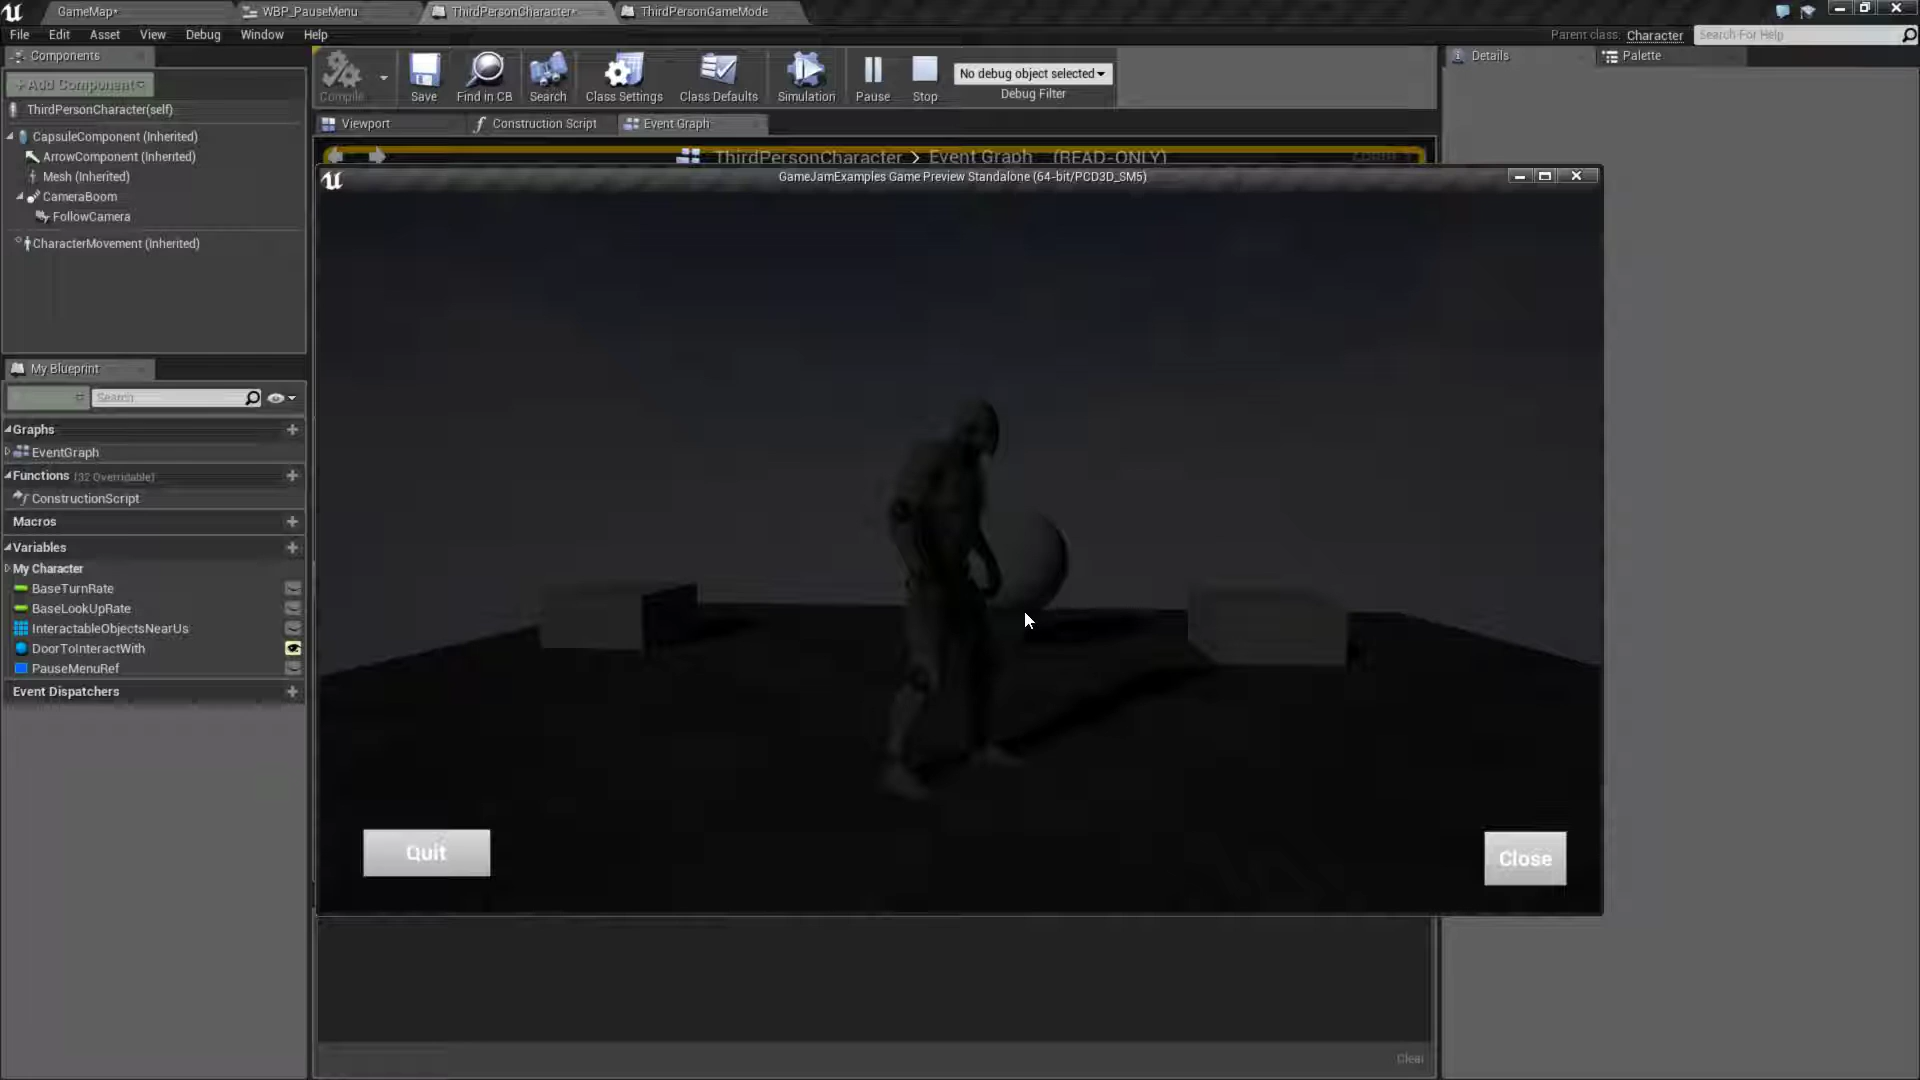 GameMap*
WBP_PauseMenu
ThirdPersonCharacter*
ThirdPersonGameMode
File Edit Asset View Debug Window Help
Parent class: Character
Search For Help
Components
+Add Component
ThirdPersonCharacter(self)
CapsuleComponent (Inherited)
ArrowComponent (Inherited)
Mesh (Inherited)
CameraBoom
FollowCamera
CharacterMovement (Inherited)
Compile
Save
Find in CB
Search
Class Settings
Class Defaults
Simulation
Pause
Stop
No debug object selected
Debug Filter
Details
Palette
Viewport
Construction Script
Event Graph
ThirdPersonCharacter > Event Graph (READ-ONLY)
GameJamExamples Game Preview Standalone (64-bit/PCD3D_SM5)
My Blueprint
Search
Graphs
EventGraph
Functions (32 Overridable)
ConstructionScript
Macros
Variables
My Character
BaseTurnRate
BaseLookUpRate
InteractableObjectsNearUs
DoorToInteractWith
PauseMenuRef
Event Dispatchers
Quit
Close
Clear